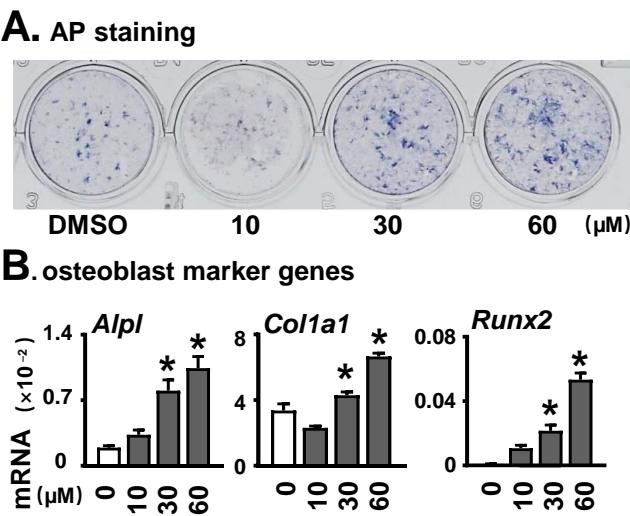 A. AP staining
DMSO 10 30 60 (µM)
B. osteoblast marker genes
Alpl Col1a1 Runx2
mRNA (×10⁻²)
1.4
0.7
0
*
*
(µM) 0 10 30 60
8
4
0
*
*
0 10 30 60
0.08
0.04
0
*
*
0 10 30 60